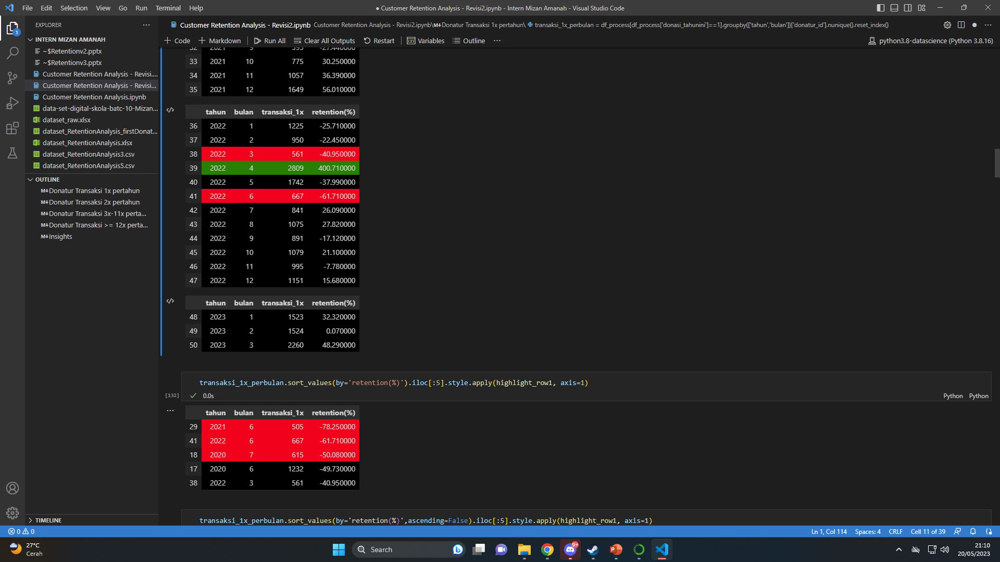 File Edit Selection View Go Run Terminal Help
● Customer Retention Analysis - Revisi2.ipynb - Intern Mizan Amanah - Visual Studio Code
EXPLORER
1
INTERN MIZAN AMANAH
~$Retentionv2.pptx
~$Retentionv3.pptx
Customer Retention Analysis - Revisi....
Customer Retention Analysis - Revisi...
Customer Retention Analysis.ipynb
data-set-digital-skola-batc-10-Mizan...
dataset_raw.xlsx
dataset_RetentionAnalysis_firstDonat...
dataset_RetentionAnalysis.xlsx
dataset_RetentionAnalysis3.csv
dataset_RetentionAnalysis5.csv
OUTLINE
M↓Donatur Transaksi 1x pertahun
M↓Donatur Transaksi 2x pertahun
M↓Donatur Transaksi 3x-11x perta...
M↓Donatur Transaksi >= 12x perta...
M↓Insights
TIMELINE
Customer Retention Analysis - Revisi2.ipynb Customer Retention Analysis - Revisi2.ipynb\M↓Donatur Transaksi 1x pertahun\ transaksi_1x_perbulan = df_process[df_process['donasi_tahunini']==1].groupby(['tahun','bulan'])['donatur_id'].nunique().reset_index()
+ Code + Markdown Run All Clear All Outputs Restart Variables Outline ...
python3.8-datascience (Python 3.8.16)
32 2021 9 595 -27.440000
33 2021 10 775 30.250000
34 2021 11 1057 36.390000
35 2021 12 1649 56.010000
tahun bulan transaksi_1x retention(%)
36 2022 1 1225 -25.710000
37 2022 2 950 -22.450000
38 2022 3 561 -40.950000
39 2022 4 2809 400.710000
40 2022 5 1742 -37.990000
41 2022 6 667 -61.710000
42 2022 7 841 26.090000
43 2022 8 1075 27.820000
44 2022 9 891 -17.120000
45 2022 10 1079 21.100000
46 2022 11 995 -7.780000
47 2022 12 1151 15.680000
tahun bulan transaksi_1x retention(%)
48 2023 1 1523 32.320000
49 2023 2 1524 0.070000
50 2023 3 2260 48.290000
transaksi_1x_perbulan.sort_values(by='retention(%)').iloc[:5].style.apply(highlight_row1, axis=1)
[132] ✓ 0.0s
Python Python
tahun bulan transaksi_1x retention(%)
29 2021 6 505 -78.250000
41 2022 6 667 -61.710000
18 2020 7 615 -50.080000
17 2020 6 1232 -49.730000
38 2022 3 561 -40.950000
transaksi_1x_perbulan.sort_values(by='retention(%)',ascending=False).iloc[:5].style.apply(highlight_row1, axis=1)
0 0
Ln 1, Col 114 Spaces: 4 CRLF Cell 11 of 39
27°C
Cerah
Search
9+
21:10
20/05/2023